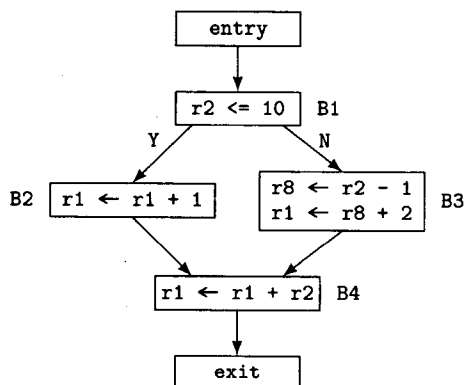 entry
r2 <= 10 B1
Y N
B2 r1 ← r1 + 1
r8 ← r2 - 1
r1 ← r8 + 2
B3
r1 ← r1 + r2 B4
exit